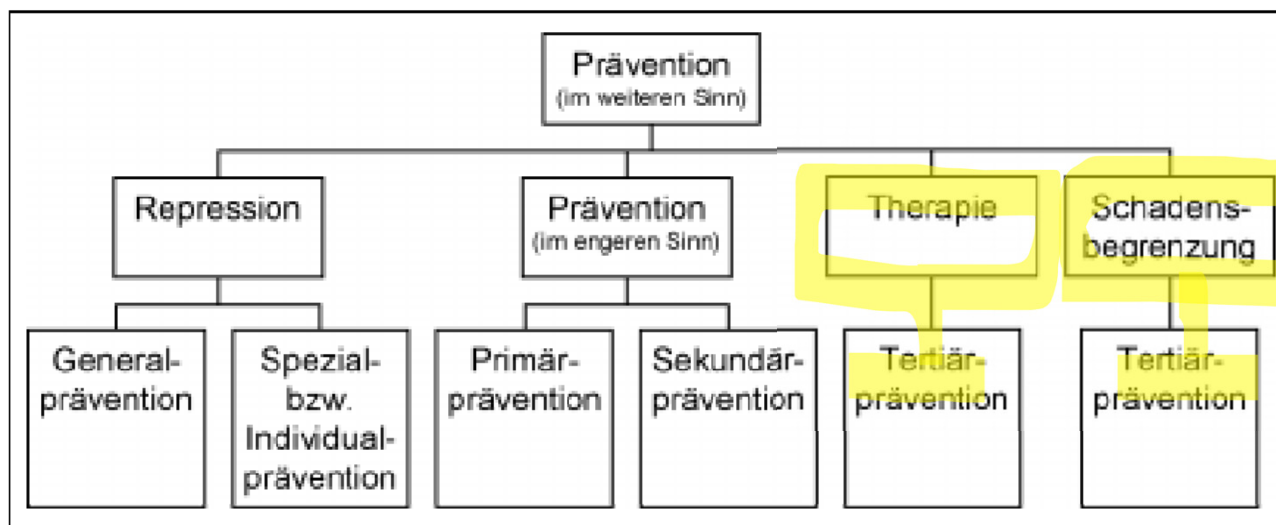 Prävention
(im weiteren Sinn)
Repression
Prävention
(im engeren Sinn)
Therapie
Schadens-
begrenzung
General-
prävention
Spezial-
bzw.
Individual-
prävention
Primär-
prävention
Sekundär-
prävention
Tertiär-
prävention
Tertiär-
prävention